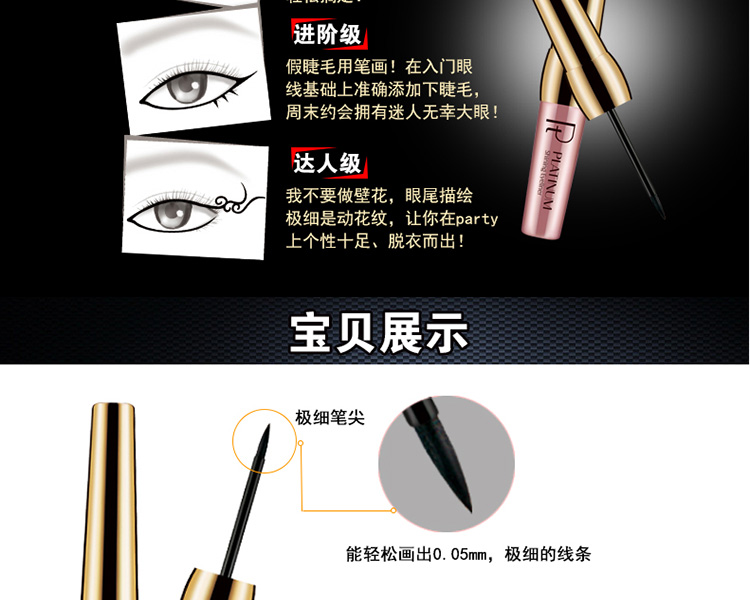 进阶级
假睫毛用笔画！在入门眼
线基础上准确添加下睫毛，
周末约会拥有迷人无幸大眼！
达人级
我不要做壁花，眼尾描绘
极细是动花纹，让你在party
上个性十足、脱衣而出！
PLATINUM
Shining Eyeliner
宝贝展示
极细笔尖
能轻松画出0.05mm，极细的线条